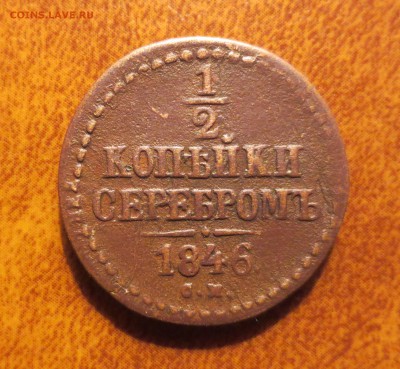 COINS.LAVE.RU
1
2
КОПѢЙКИ
СЕРЕБРОМЪ
1846
С.М.